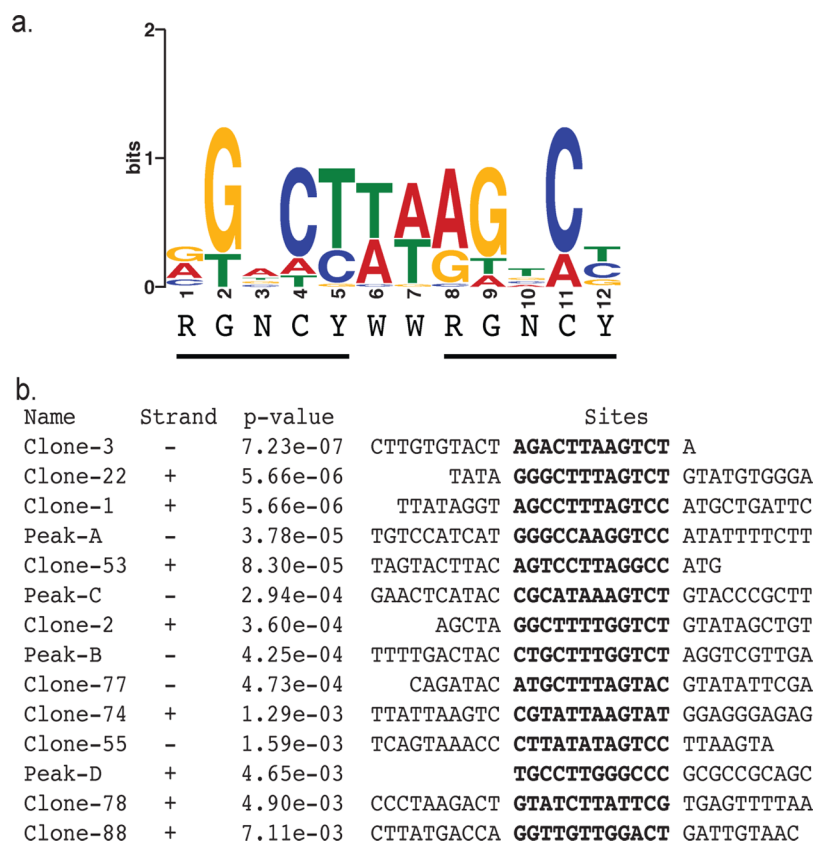 a.
2
1
0
bits
1 2 3 4 5 6 7 8 9 10 11 12
R G N C Y W W R G N C Y
b.
Name Strand p-value Sites
Clone-3 - 7.23e-07 CTTGTGTACT AGACTTAAGTCT A
Clone-22 + 5.66e-06 TATA GGGCTTTAGTCT GTATGTGGGA
Clone-1 + 5.66e-06 TTATAGGT AGCCTTTAGTCC ATGCTGATTC
Peak-A - 3.78e-05 TGTCCATCAT GGGCCAAGGTCC ATATTTTCTT
Clone-53 + 8.30e-05 TAGTACTTAC AGTCCTTAGGCC ATG
Peak-C - 2.94e-04 GAACTCATAC CGCATAAAGTCT GTACCCGCTT
Clone-2 + 3.60e-04 AGCTA GGCTTTTGGTCT GTATAGCTGT
Peak-B - 4.25e-04 TTTTGACTAC CTGCTTTGGTCT AGGTCGTTGA
Clone-77 - 4.73e-04 CAGATAC ATGCTTTAGTAC GTATATTCGA
Clone-74 + 1.29e-03 TTATTAAGTC CGTATTAAGTAT GGAGGGAGAG
Clone-55 - 1.59e-03 TCAGTAAACC CTTATATAGTCC TTAAGTA
Peak-D + 4.65e-03 TGCCTTGGGCCC GCGCCGCAGC
Clone-78 + 4.90e-03 CCCTAAGACT GTATCTTATTCG TGAGTTTTAA
Clone-88 + 7.11e-03 CTTATGACCA GGTTGTTGGACT GATTGTAAC